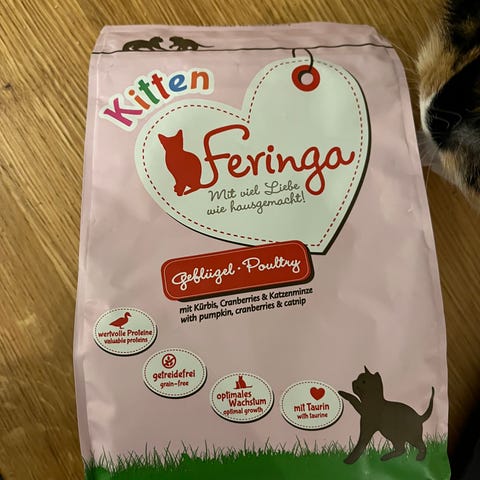 Kitten
Feringa
Mit viel Liebe
wie hausgemacht!
Geflügel · Poultry
mit Kürbis, Cranberries & Katzenminze
with pumpkin, cranberries & catnip
wertvolle Proteine
valuable proteins
getreidefrei
grain-free
optimales
Wachstum
optimal growth
mit Taurin
with taurine